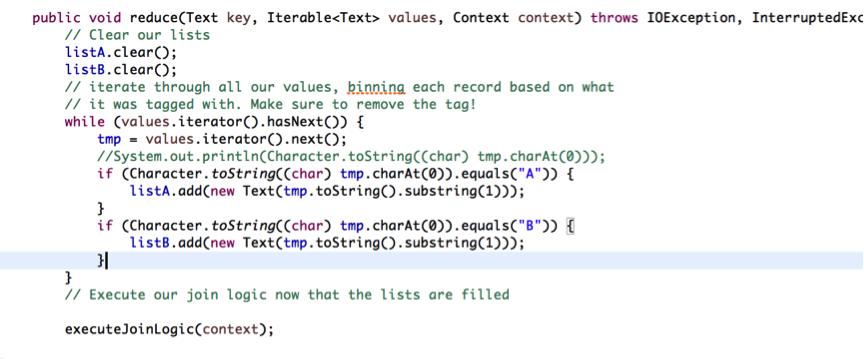 public void reduce(Text key, Iterable<Text> values, Context context) throws IOException, InterruptedExc
// Clear our lists
listA.clear();
listB.clear();
// iterate through all our values, binning each record based on what
// it was tagged with. Make sure to remove the tag!
while (values.iterator().hasNext()) {
tmp = values.iterator().next();
//System.out.println(Character.toString((char) tmp.charAt(0)));
if (Character.toString((char) tmp.charAt(0)).equals("A")) {
listA.add(new Text(tmp.toString().substring(1)));
}
if (Character.toString((char) tmp.charAt(0)).equals("B")) {
listB.add(new Text(tmp.toString().substring(1)));
}
}
// Execute our join logic now that the lists are filled
executeJoinLogic(context);